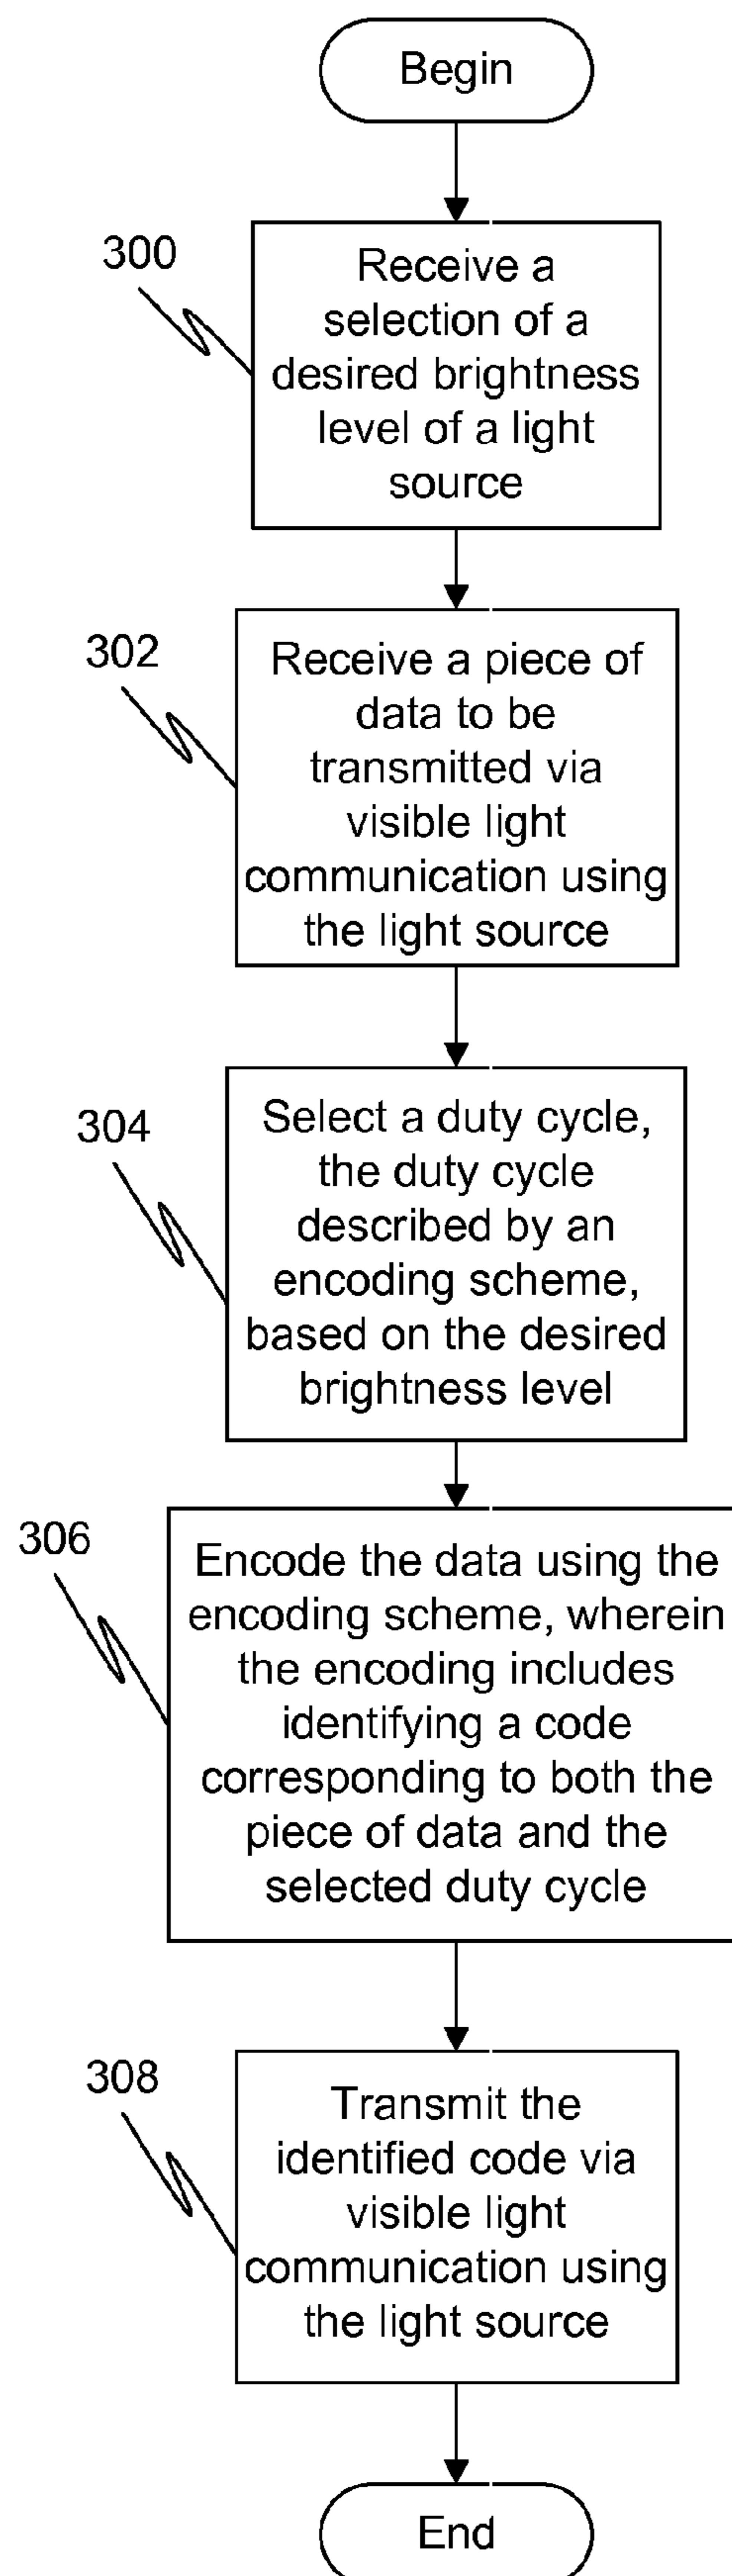 Begin
300
Receive a
selection of a
desired brightness
level of a light
source
302
Receive a piece of
data to be
transmitted via
visible light
communication using
the light source
304
Select a duty cycle,
the duty cycle
described by an
encoding scheme,
based on the desired
brightness level
306
Encode the data using the
encoding scheme, wherein
the encoding includes
identifying a code
corresponding to both the
piece of data and the
selected duty cycle
308
Transmit the
identified code via
visible light
communication using
the light source
End